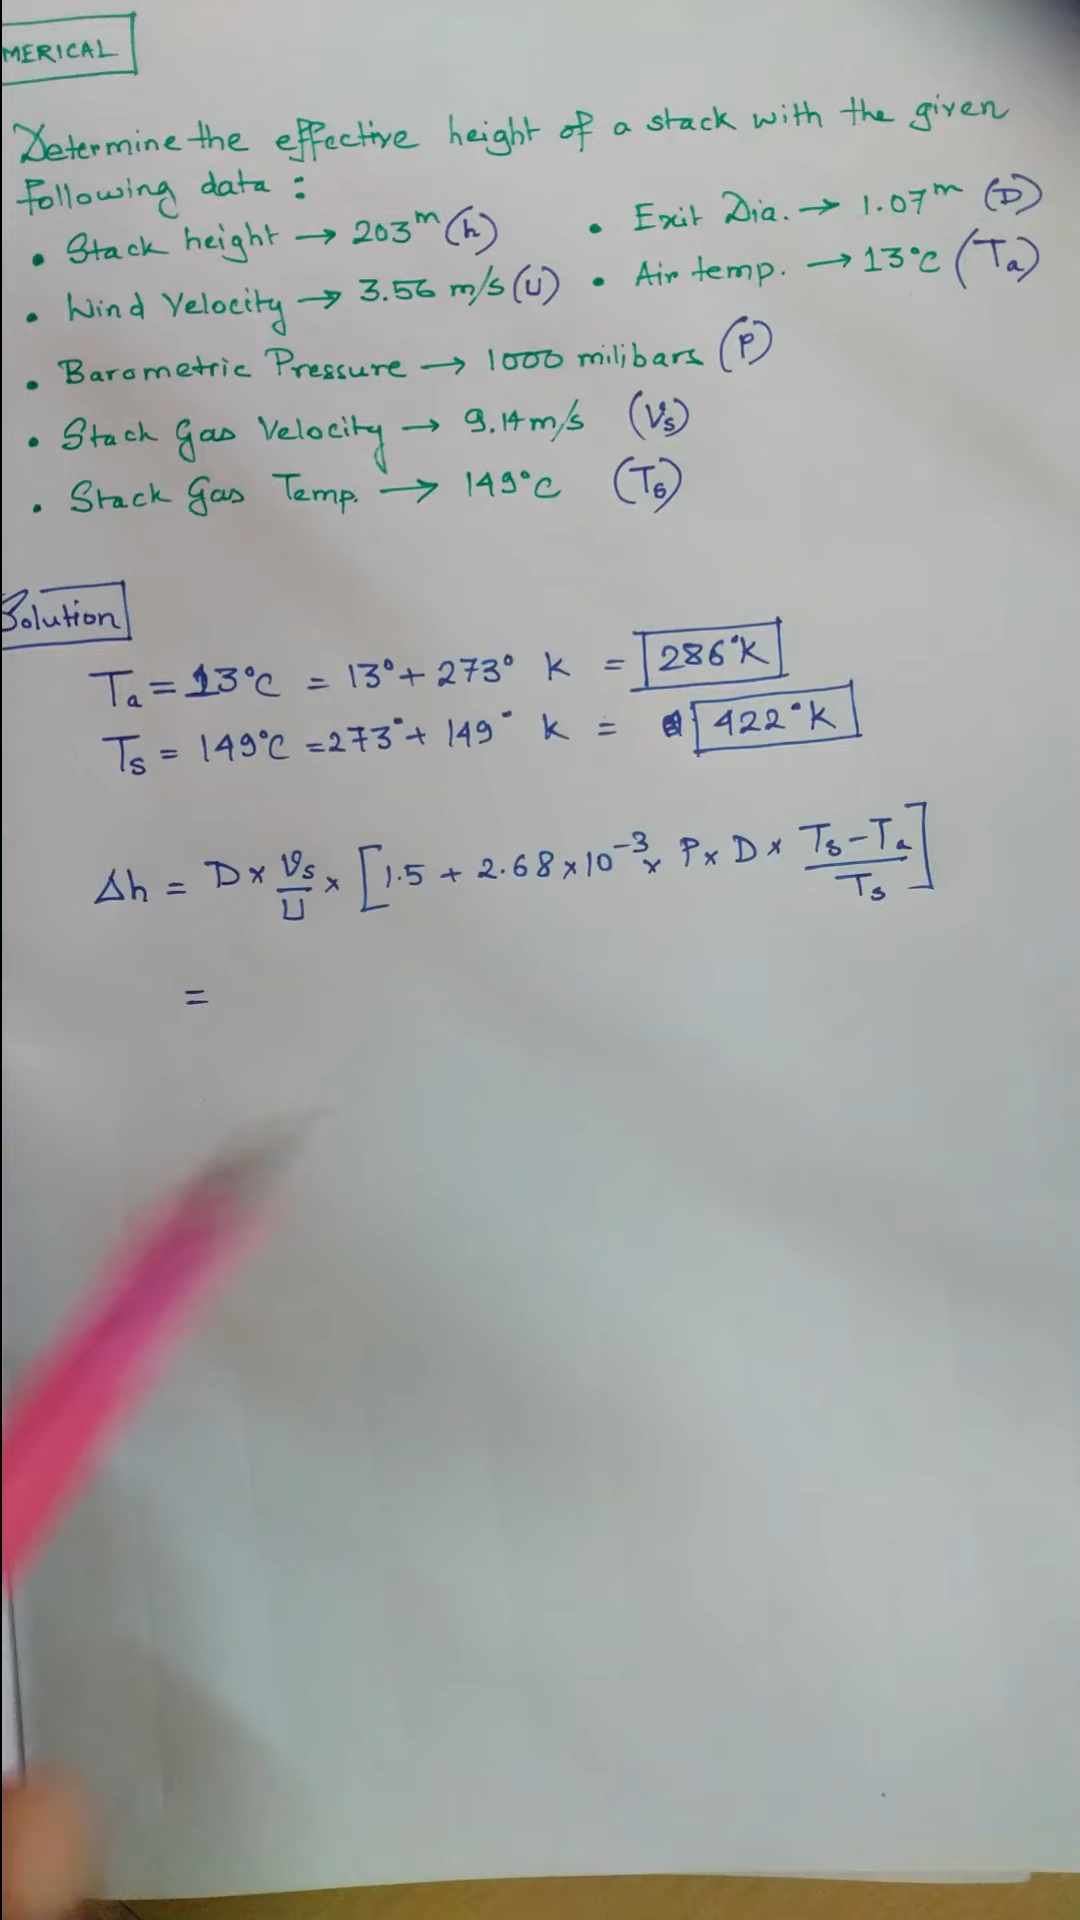 MERICAL
Determine the effective height of a stack with the given
following data :
• Stack height → 203m (h) • Exit Dia. → 1.07m (D)
• Wind Velocity → 3.56 m/s (U) • Air temp. → 13°C (Ta)
• Barometric Pressure → 1000 milibars (P)
• Stack Gas Velocity → 9.14m/s (Vs)
• Stack Gas Temp. → 149°C (Ts)
Solution
Ta = 13°C = 13° + 273° k = 286°K
Ts = 149°C = 273° + 149° k = 422°K
Δh = D × Vs/U × [1.5 + 2.68 × 10⁻³ × P × D × Ts-Ta/Ts]
=